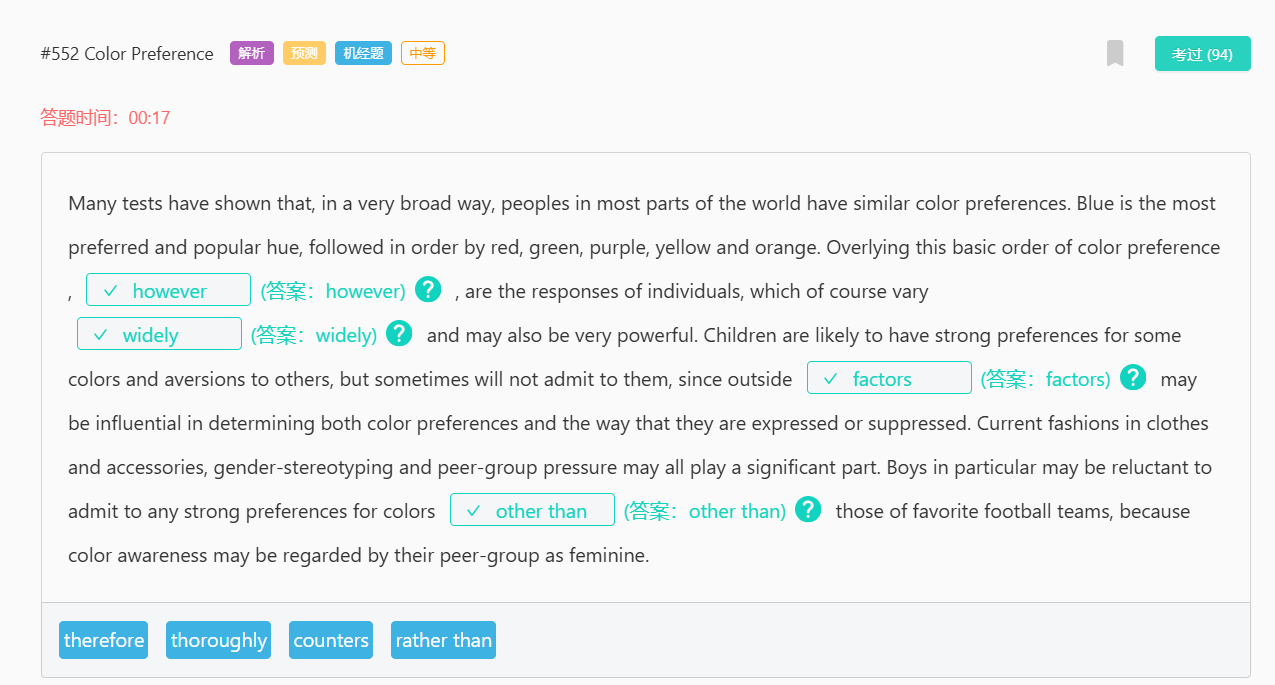 #552 Color Preference 解析 预测 机经题 中等 考过 (94)
答题时间：00:17
Many tests have shown that, in a very broad way, peoples in most parts of the world have similar color preferences. Blue is the most
preferred and popular hue, followed in order by red, green, purple, yellow and orange. Overlying this basic order of color preference
, ✓ however (答案：however) ? , are the responses of individuals, which of course vary
✓ widely (答案：widely) ? and may also be very powerful. Children are likely to have strong preferences for some
colors and aversions to others, but sometimes will not admit to them, since outside ✓ factors (答案：factors) ? may
be influential in determining both color preferences and the way that they are expressed or suppressed. Current fashions in clothes
and accessories, gender-stereotyping and peer-group pressure may all play a significant part. Boys in particular may be reluctant to
admit to any strong preferences for colors ✓ other than (答案：other than) ? those of favorite football teams, because
color awareness may be regarded by their peer-group as feminine.
therefore thoroughly counters rather than